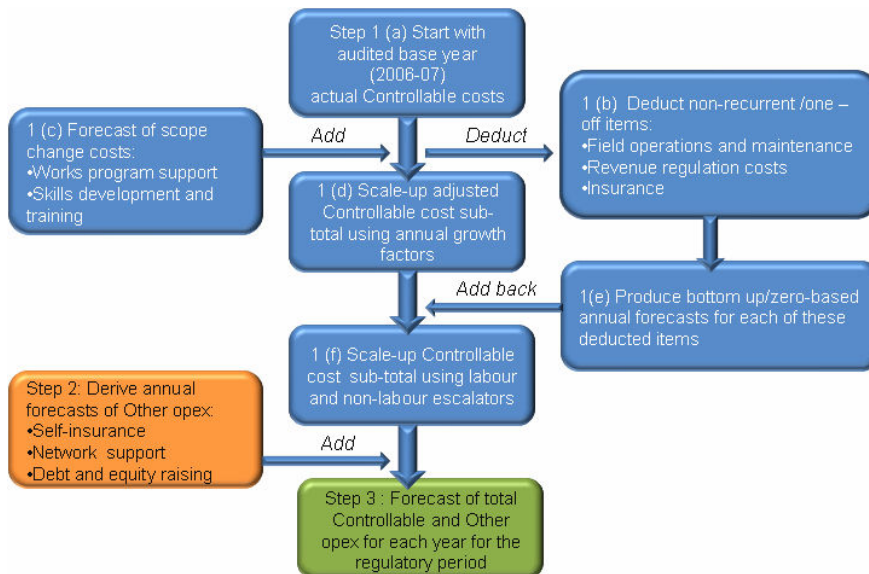 Step 1 (a) Start with
audited base year
(2006-07)
actual Controllable costs
1 (c) Forecast of scope
change costs:
•Works program support
•Skills development and
training
Add
Deduct
1 (b)  Deduct non-recurrent /one –
off items:
•Field operations and maintenance
•Revenue regulation costs
•Insurance
1 (d) Scale-up adjusted
Controllable cost sub-
total using annual growth
factors
Add back
1(e) Produce bottom up/zero-based
annual forecasts for each of these
deducted items
1 (f) Scale-up Controllable
cost  sub-total using labour
and non-labour escalators
Step 2: Derive annual
forecasts of Other opex:
•Self-insurance
•Network  support
•Debt and equity raising
Add
Step 3 : Forecast of total
Controllable and Other
opex for each year for the
regulatory period